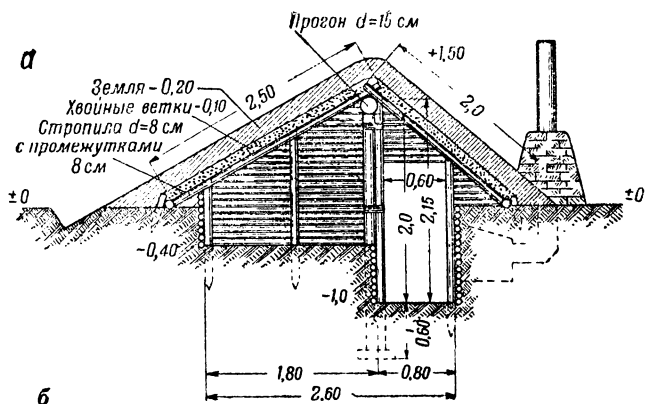 Прогон d=15 см
а
+1,50
Земля-0,20
2,50
Хвойные ветки-0,10
2,0
Стропила d=8 см
с промежутками
8 см
±0
±0
0,60
2,0
2,15
-0,40
-1,0
0,60
1,80
0,80
2,60
б